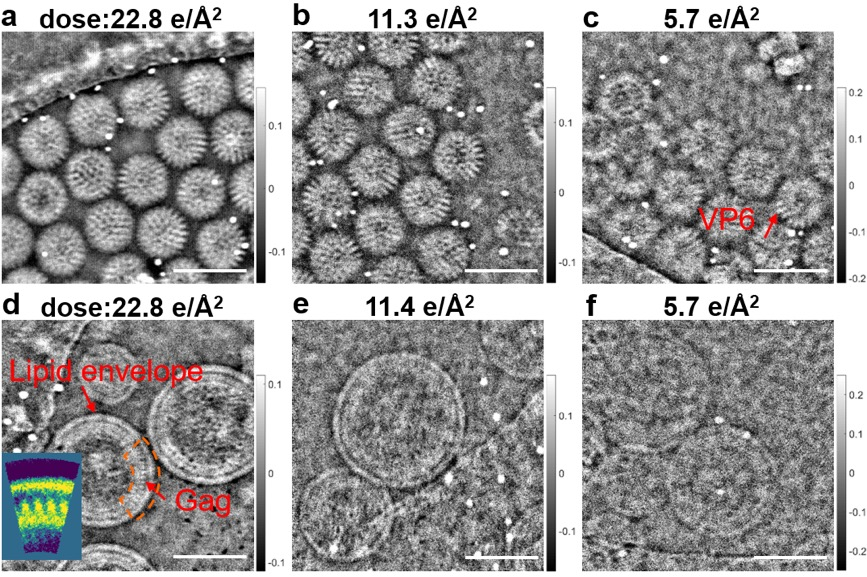 a dose:22.8 e/Å²
b 11.3 e/Å²
c 5.7 e/Å²
0.1
0
-0.1
0.1
0
-0.1
0.2
0.1
0
-0.1
-0.2
VP6
d dose:22.8 e/Å²
e 11.4 e/Å²
f 5.7 e/Å²
Lipid envelope
Gag
0.1
0
-0.1
0.1
0
-0.1
0.2
0.1
0
-0.1
-0.2